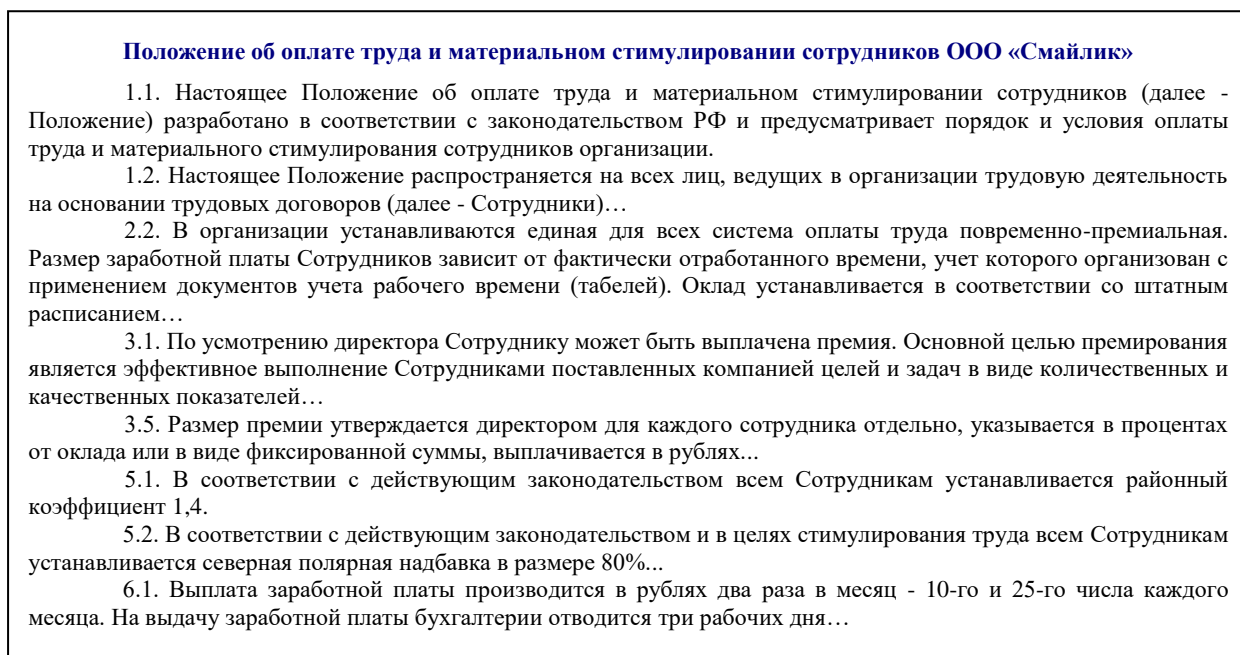 Положение об оплате труда и материальном стимулировании сотрудников ООО «Смайлик»
1.1. Настоящее Положение об оплате труда и материальном стимулировании сотрудников (далее -
Положение) разработано в соответствии с законодательством РФ и предусматривает порядок и условия оплаты
труда и материального стимулирования сотрудников организации.
1.2. Настоящее Положение распространяется на всех лиц, ведущих в организации трудовую деятельность
на основании трудовых договоров (далее - Сотрудники)…
2.2. В организации устанавливаются единая для всех система оплаты труда повременно-премиальная.
Размер заработной платы Сотрудников зависит от фактически отработанного времени, учет которого организован с
применением документов учета рабочего времени (табелей). Оклад устанавливается в соответствии со штатным
расписанием…
3.1. По усмотрению директора Сотруднику может быть выплачена премия. Основной целью премирования
является эффективное выполнение Сотрудниками поставленных компанией целей и задач в виде количественных и
качественных показателей…
3.5. Размер премии утверждается директором для каждого сотрудника отдельно, указывается в процентах
от оклада или в виде фиксированной суммы, выплачивается в рублях...
5.1. В соответствии с действующим законодательством всем Сотрудникам устанавливается районный
коэффициент 1,4.
5.2. В соответствии с действующим законодательством и в целях стимулирования труда всем Сотрудникам
устанавливается северная полярная надбавка в размере 80%...
6.1. Выплата заработной платы производится в рублях два раза в месяц - 10-го и 25-го числа каждого
месяца. На выдачу заработной платы бухгалтерии отводится три рабочих дня…